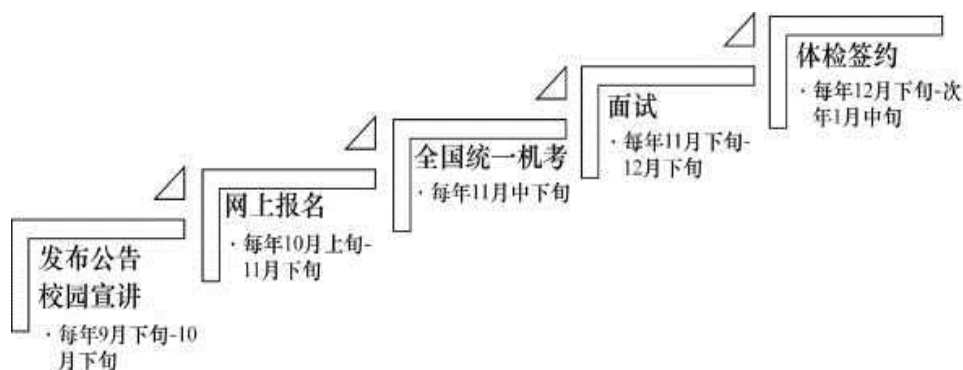 发布公告
校园宣讲
· 每年9月下旬-10
月下旬
网上报名
· 每年10月上旬-
11月下旬
全国统一机考
· 每年11月中下旬
面试
· 每年11月下旬-
12月下旬
体检签约
· 每年12月下旬-次
年1月中旬